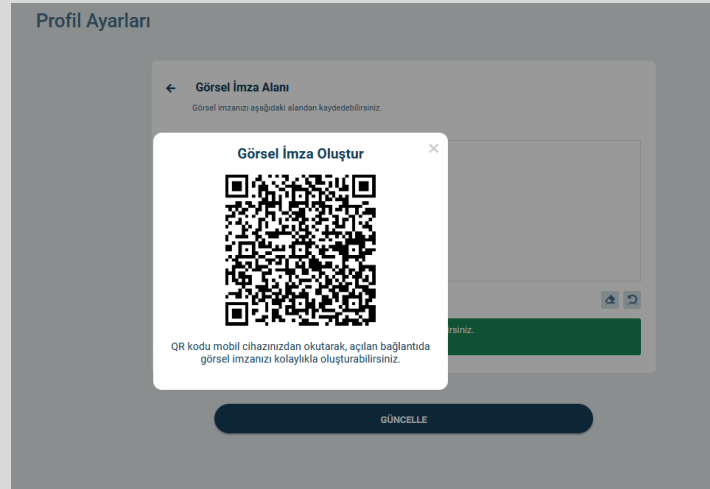 Profil Ayarları
Görsel İmza Alanı
Görsel imzanızı aşağıdaki alandan kaydedebilirsiniz.
Görsel İmza Oluştur
irsiniz.
QR kodu mobil cihazınızdan okutarak, açılan bağlantıda
görsel imzanızı kolaylıkla oluşturabilirsiniz.
GÜNCELLE